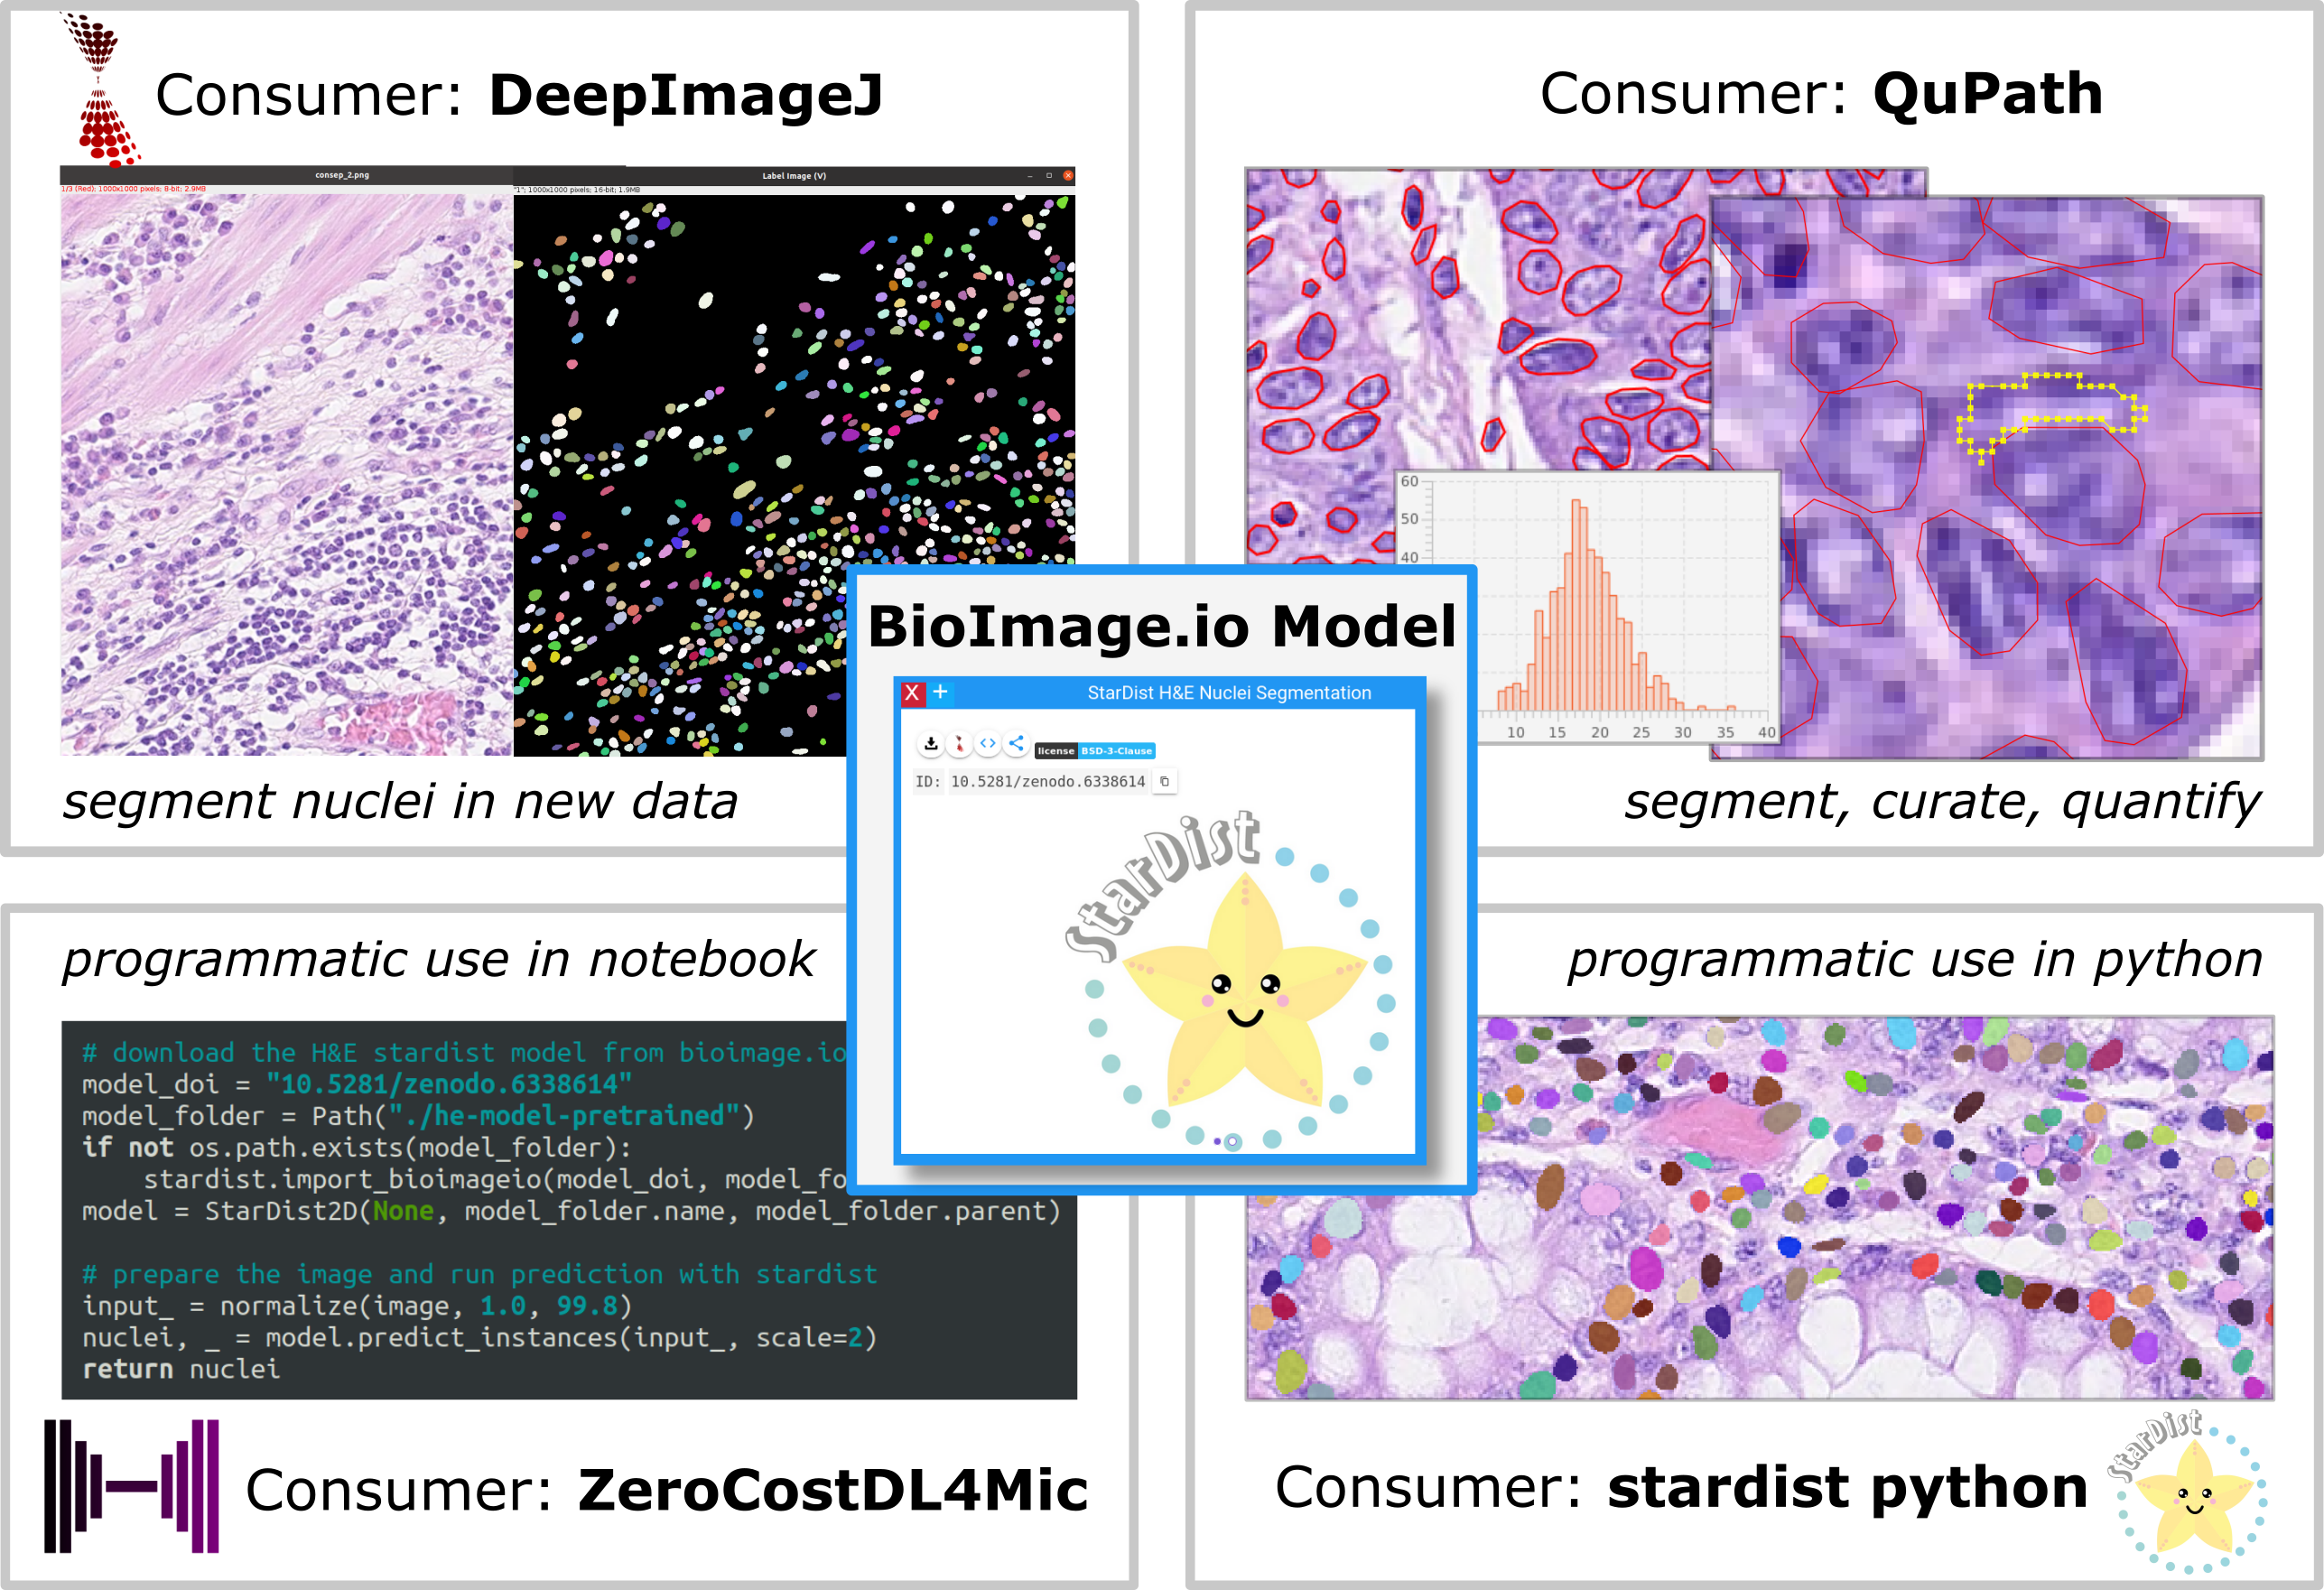 Consumer: DeepImageJ
consep_2.png
1/3 (Red); 1000x1000 pixels; 8-bit; 2.9MB
Label Image (V)
"1"; 1000x1000 pixels; 16-bit; 1.9MB
segment nuclei in new data
Consumer: QuPath
60
50
40
10 15 20 25 30 35 40
segment, curate, quantify
BioImage.io Model
X + StarDist H&E Nuclei Segmentation
license BSD-3-Clause
ID: 10.5281/zenodo.6338614
StarDist
programmatic use in notebook
# download the H&E stardist model from bioimage.io
model_doi = "10.5281/zenodo.6338614"
model_folder = Path("./he-model-pretrained")
if not os.path.exists(model_folder):
    stardist.import_bioimageio(model_doi, model_fo
model = StarDist2D(None, model_folder.name, model_folder.parent)
# prepare the image and run prediction with stardist
input_ = normalize(image, 1.0, 99.8)
nuclei, _ = model.predict_instances(input_, scale=2)
return nuclei
Consumer: ZeroCostDL4Mic
programmatic use in python
Consumer: stardist python
StarDist